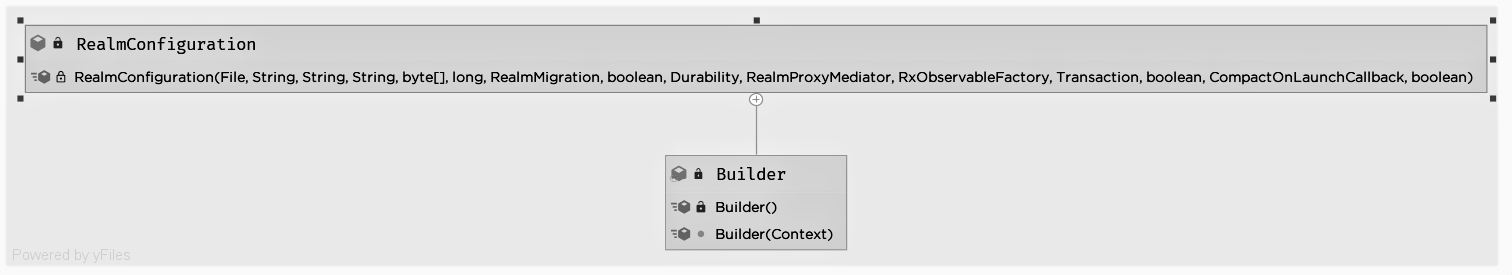 RealmConfiguration
RealmConfiguration(File, String, String, String, byte[], long, RealmMigration, boolean, Durability, RealmProxyMediator, RxObservableFactory, Transaction, boolean, CompactOnLaunchCallback, boolean)
Builder
Builder()
Builder(Context)
Powered by yFiles